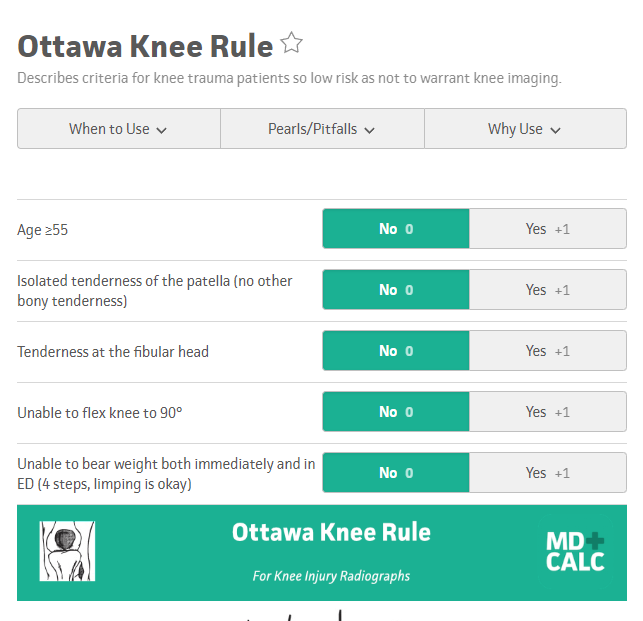 Ottawa Knee Rule
Describes criteria for knee trauma patients so low risk as not to warrant knee imaging.
When to Use
Pearls/Pitfalls
Why Use
Age ≥55
No 0
Yes +1
Isolated tenderness of the patella (no other
bony tenderness)
No 0
Yes +1
Tenderness at the fibular head
No 0
Yes +1
Unable to flex knee to 90°
No 0
Yes +1
Unable to bear weight both immediately and in
ED (4 steps, limping is okay)
No 0
Yes +1
Ottawa Knee Rule
For Knee Injury Radiographs
MD+
CALC